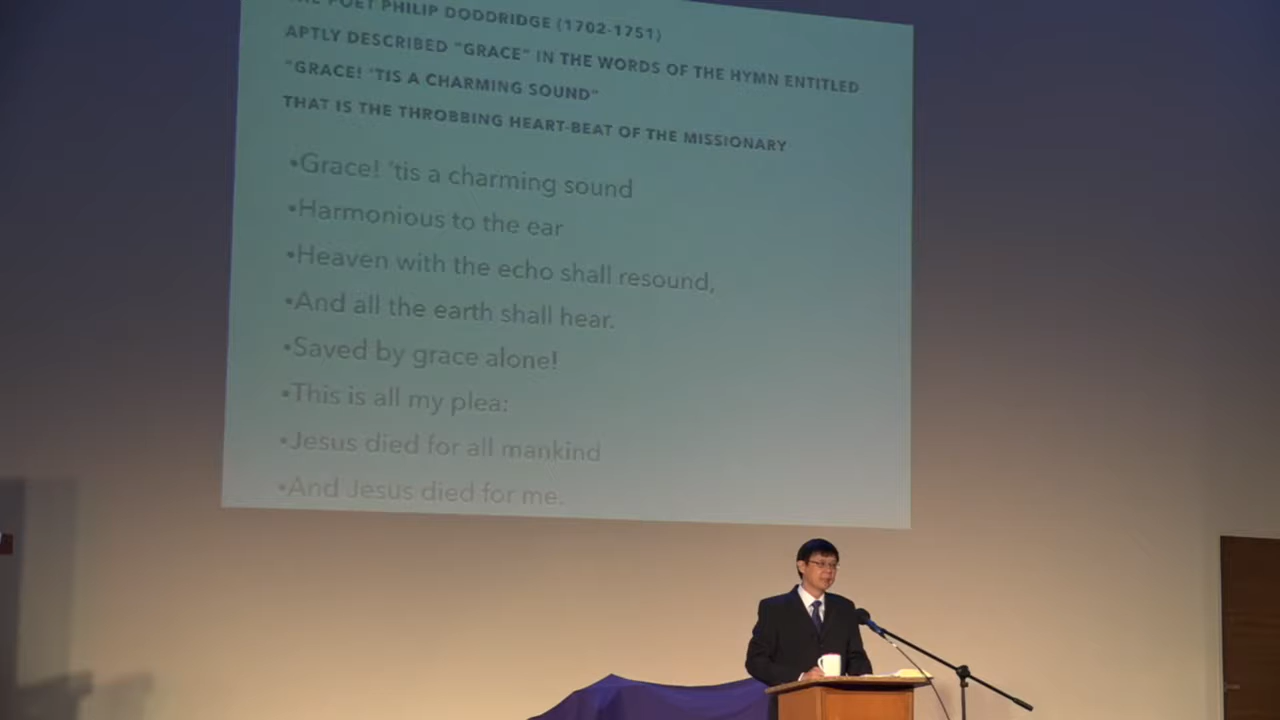 THE POET PHILIP DODDRIDGE (1702-1751)
APTLY DESCRIBED "GRACE" IN THE WORDS OF THE HYMN ENTITLED
"GRACE! 'TIS A CHARMING SOUND"
THAT IS THE THROBBING HEART-BEAT OF THE MISSIONARY
•Grace! 'tis a charming sound
•Harmonious to the ear
•Heaven with the echo shall resound,
•And all the earth shall hear.
•Saved by grace alone!
•This is all my plea:
•Jesus died for all mankind
•And Jesus died for me.